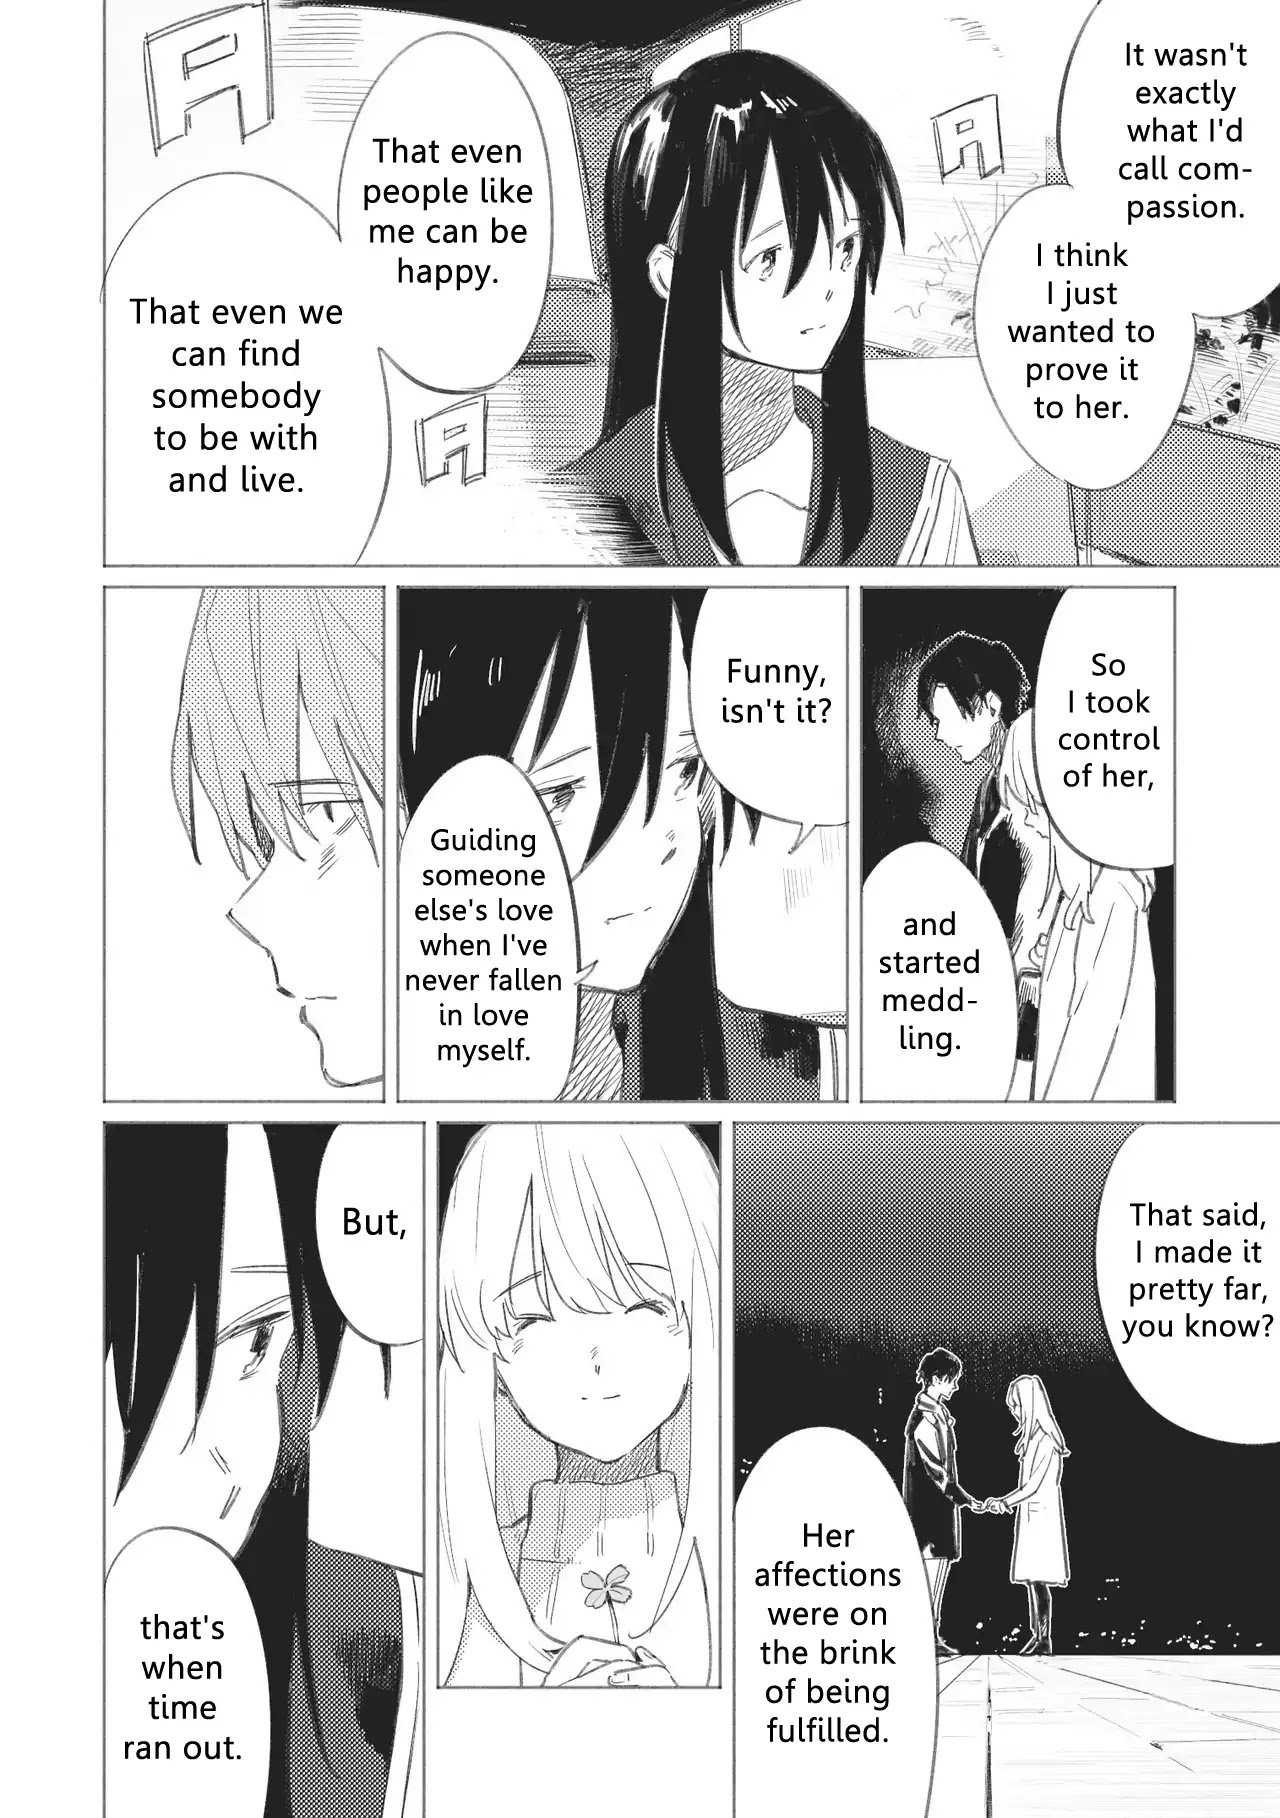 It wasn't
exactly
what I'd
call com-
passion.
I think
I just
wanted to
prove it
to her.
That even
people like
me can be
happy.
That even we
can find
somebody
to be with
and live.
So
I took
control
of her,
and
started
medd-
ling.
Funny,
isn't it?
Guiding
someone
else's love
when I've
never fallen
in love
myself.
That said,
I made it
pretty far,
you know?
Her
affections
were on
the brink
of being
fulfilled.
But,
that's
when
time
ran out.